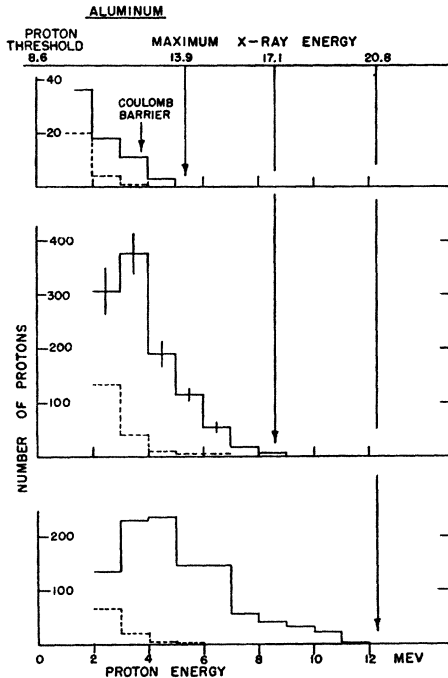 ALUMINUM
PROTON
THRESHOLD
MAXIMUM X-RAY ENERGY
8.6 13.9 17.1 20.8
40
COULOMB
BARRIER
20
400
300
200
100
NUMBER OF PROTONS
200
100
0 2 4 6 8 10 12 MEV
PROTON ENERGY